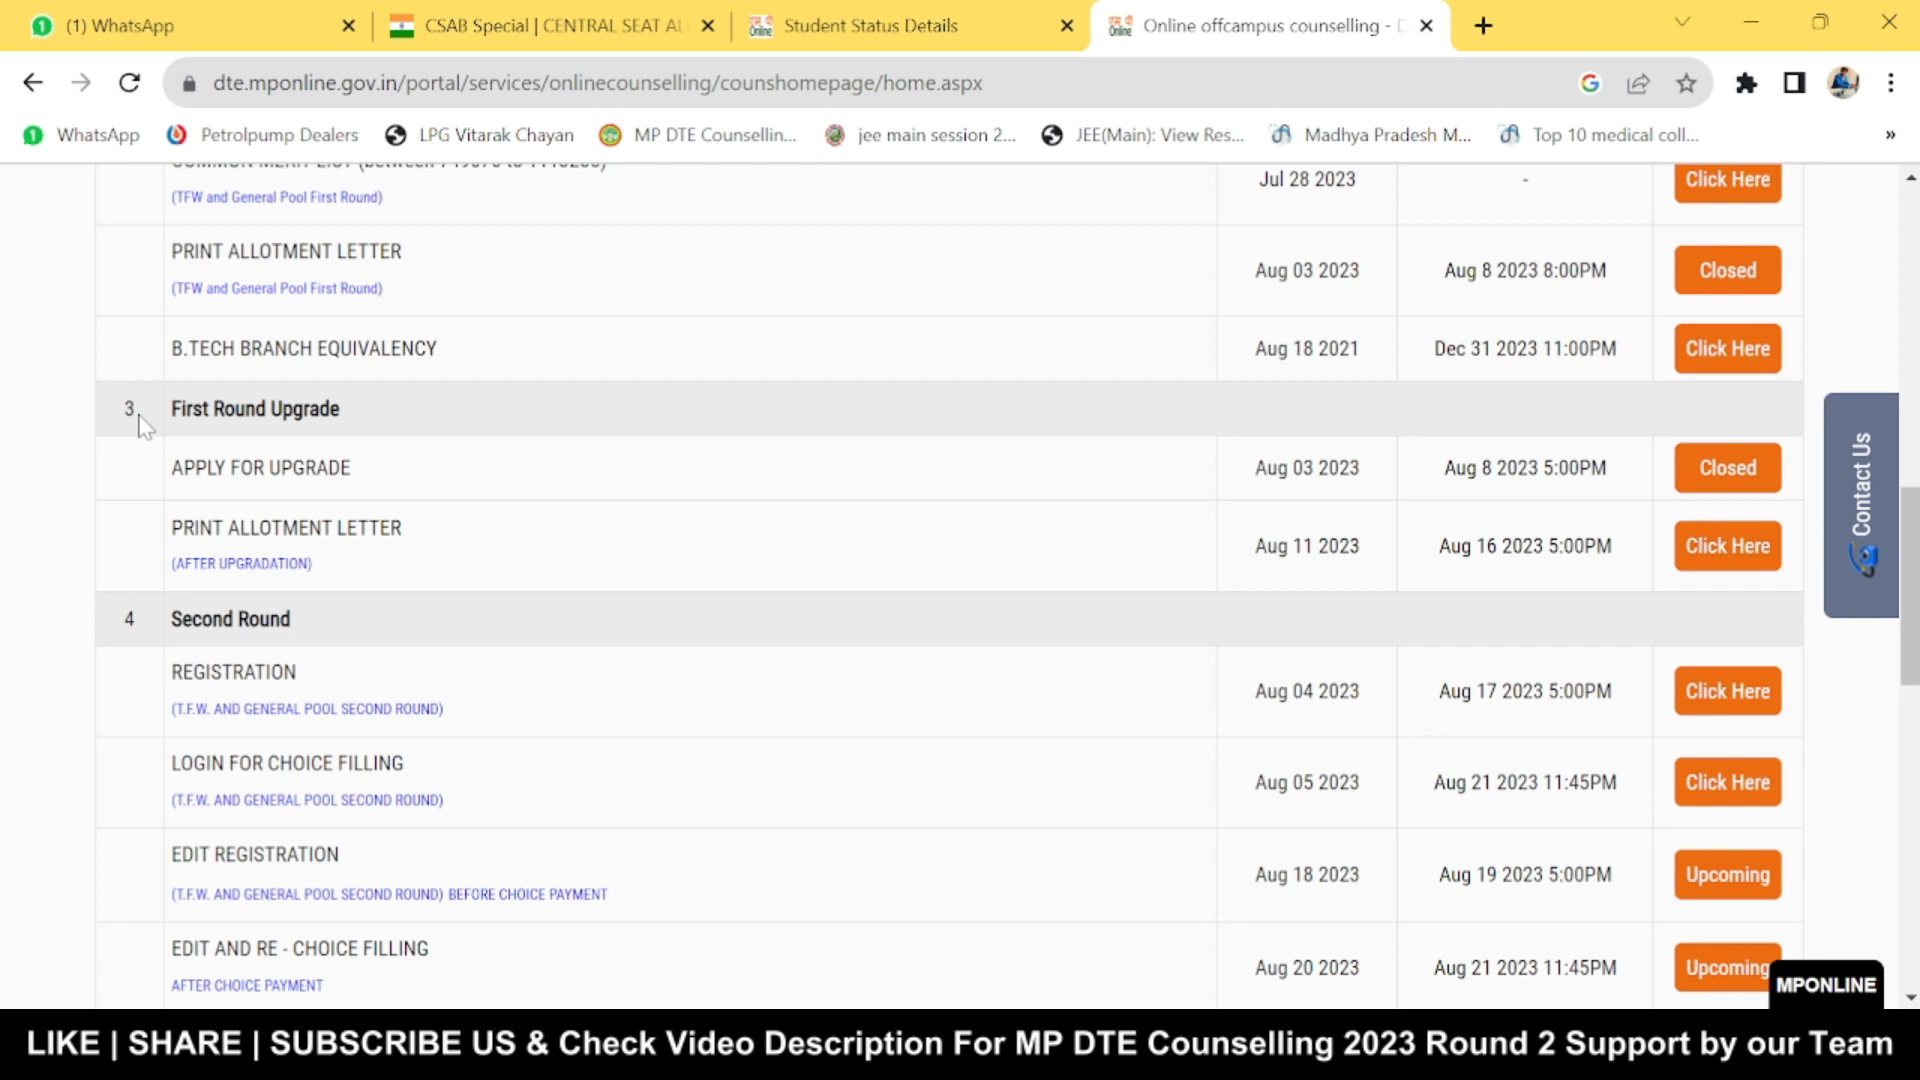 (1) WhatsApp
CSAB Special | CENTRAL SEAT AL
Student Status Details
Online offcampus counselling - D
dte.mponline.gov.in/portal/services/onlinecounselling/counshomepage/home.aspx
WhatsApp
Petrolpump Dealers
LPG Vitarak Chayan
MP DTE Counsellin...
jee main session 2...
JEE(Main): View Res...
Madhya Pradesh M...
Top 10 medical coll...
»
(TFW and General Pool First Round)
Jul 28 2023
-
Click Here
PRINT ALLOTMENT LETTER
(TFW and General Pool First Round)
Aug 03 2023
Aug 8 2023 8:00PM
Closed
B.TECH BRANCH EQUIVALENCY
Aug 18 2021
Dec 31 2023 11:00PM
Click Here
3
First Round Upgrade
APPLY FOR UPGRADE
Aug 03 2023
Aug 8 2023 5:00PM
Closed
PRINT ALLOTMENT LETTER
(AFTER UPGRADATION)
Aug 11 2023
Aug 16 2023 5:00PM
Click Here
Contact Us
4
Second Round
REGISTRATION
(T.F.W. AND GENERAL POOL SECOND ROUND)
Aug 04 2023
Aug 17 2023 5:00PM
Click Here
LOGIN FOR CHOICE FILLING
(T.F.W. AND GENERAL POOL SECOND ROUND)
Aug 05 2023
Aug 21 2023 11:45PM
Click Here
EDIT REGISTRATION
(T.F.W. AND GENERAL POOL SECOND ROUND) BEFORE CHOICE PAYMENT
Aug 18 2023
Aug 19 2023 5:00PM
Upcoming
EDIT AND RE - CHOICE FILLING
AFTER CHOICE PAYMENT
Aug 20 2023
Aug 21 2023 11:45PM
Upcoming
MPONLINE
LIKE | SHARE | SUBSCRIBE US & Check Video Description For MP DTE Counselling 2023 Round 2 Support by our Team